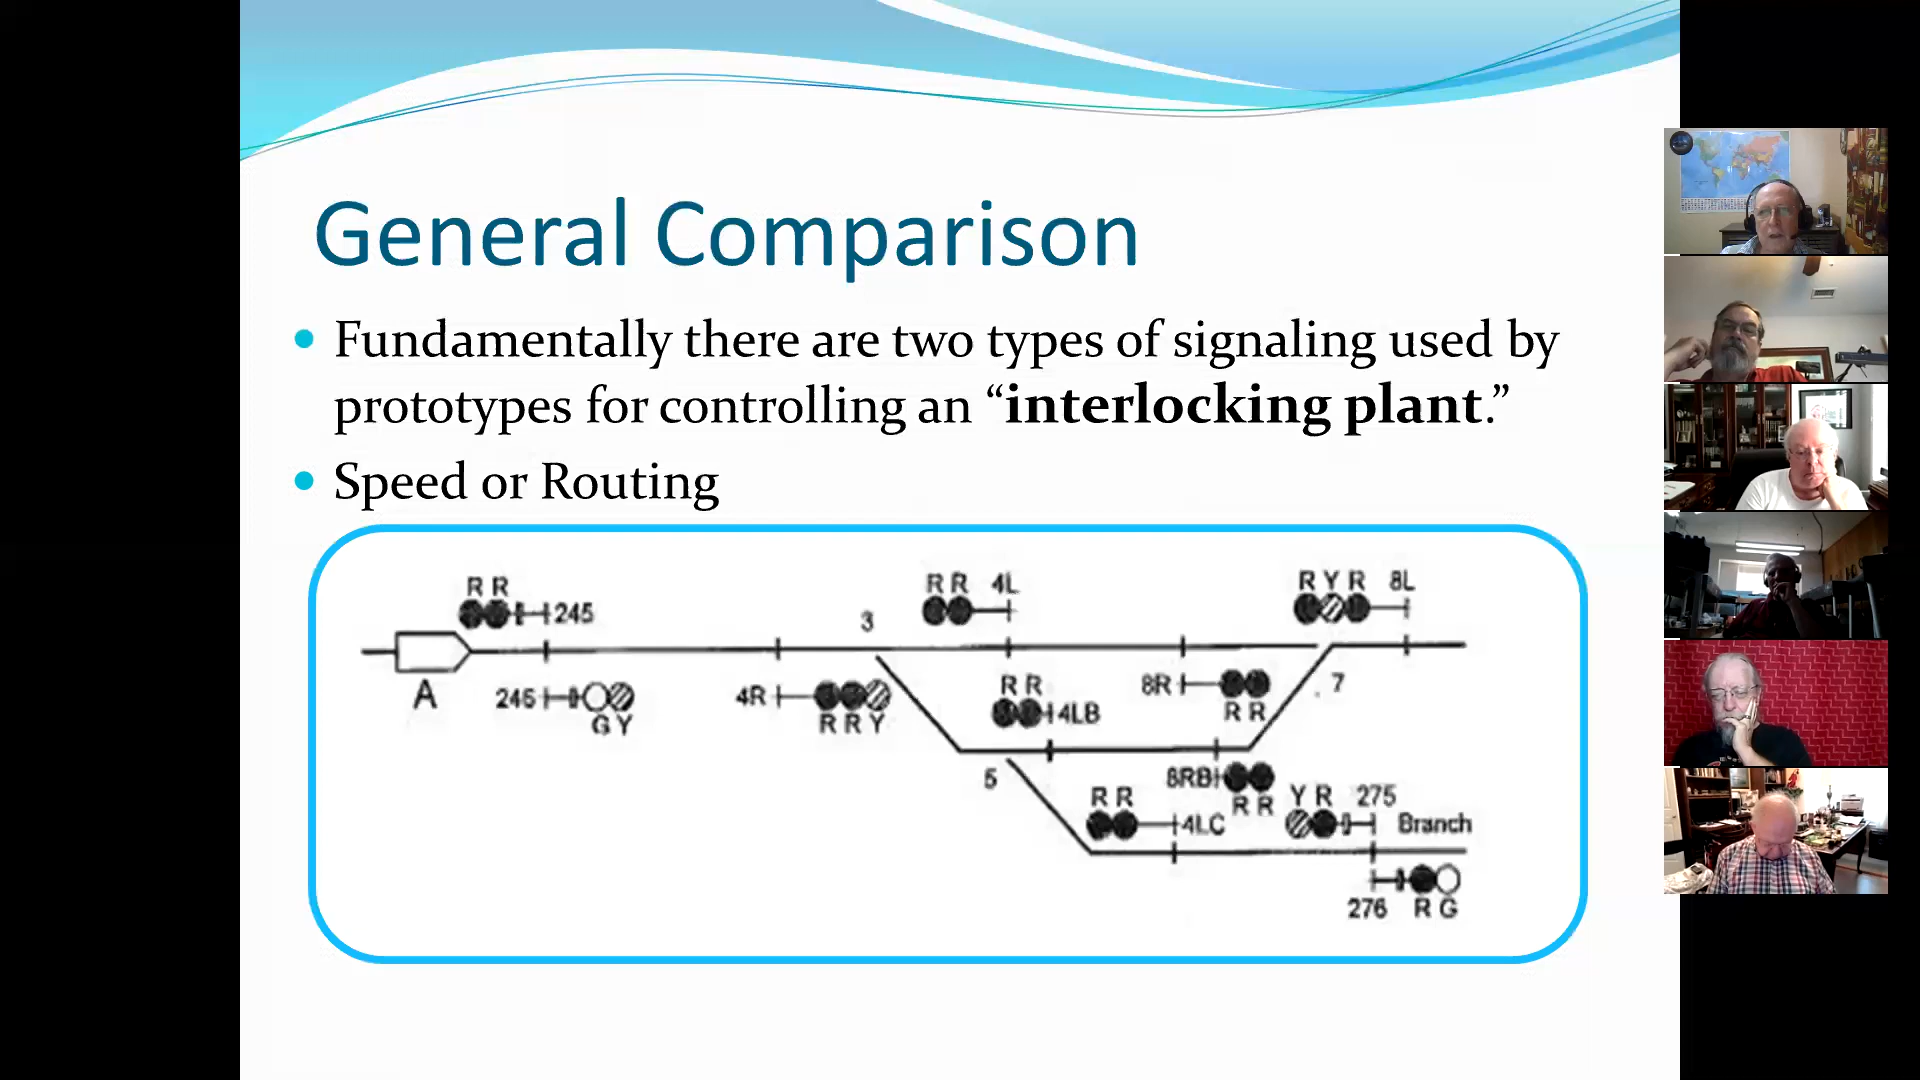 General Comparison
Fundamentally there are two types of signaling used by
prototypes for controlling an “interlocking plant.”
Speed or Routing
R R
245
3
R R 4L
R Y R 8L
A
246
G Y
4R
R R Y
R R
4LB
8R
R R
7
5
8RB
R R
R R
4LC
Y R 275
Branch
276 R G